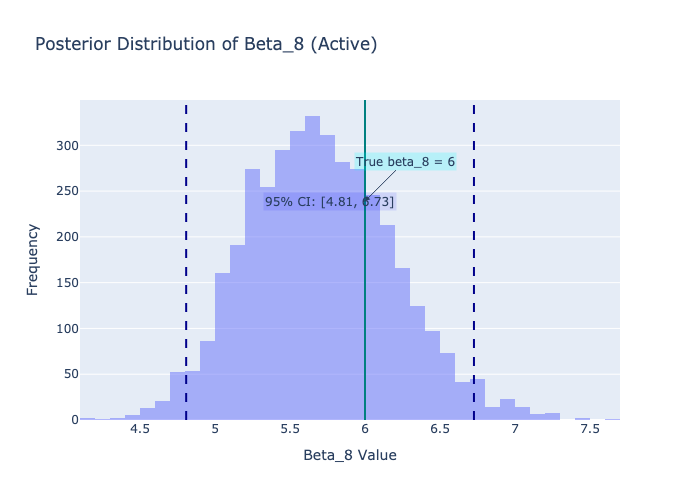 Posterior Distribution of Beta_8 (Active)
300
250
200
150
100
50
0
Frequency
True beta_8 = 6
95% CI: [4.81, 6.73]
4.5 5 5.5 6 6.5 7 7.5
Beta_8 Value